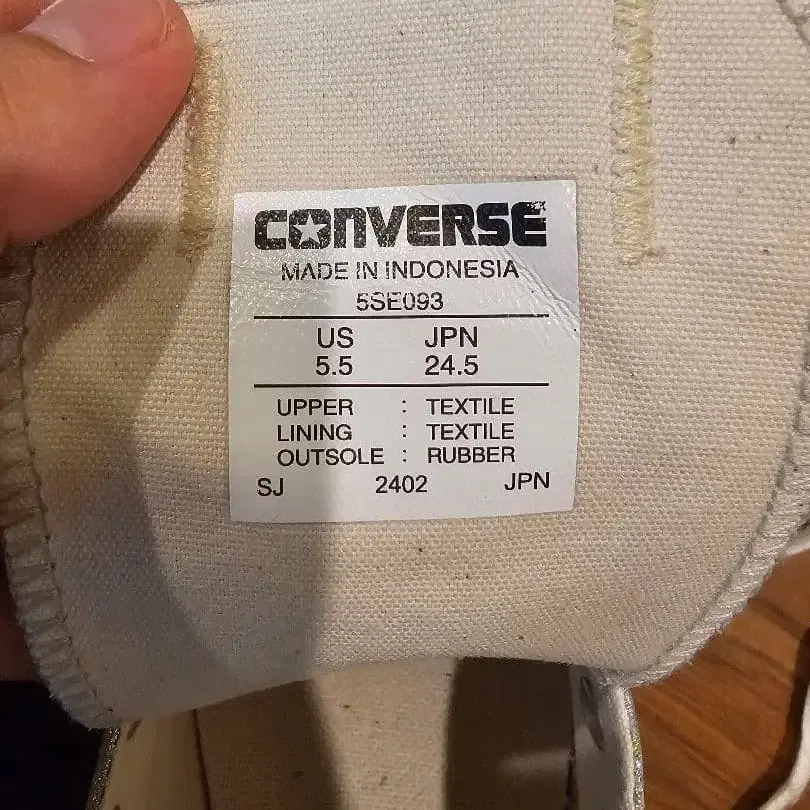 CONVERSE
MADE IN INDONESIA
5SE093
US JPN
5.5 24.5
UPPER : TEXTILE
LINING : TEXTILE
OUTSOLE : RUBBER
SJ 2402 JPN